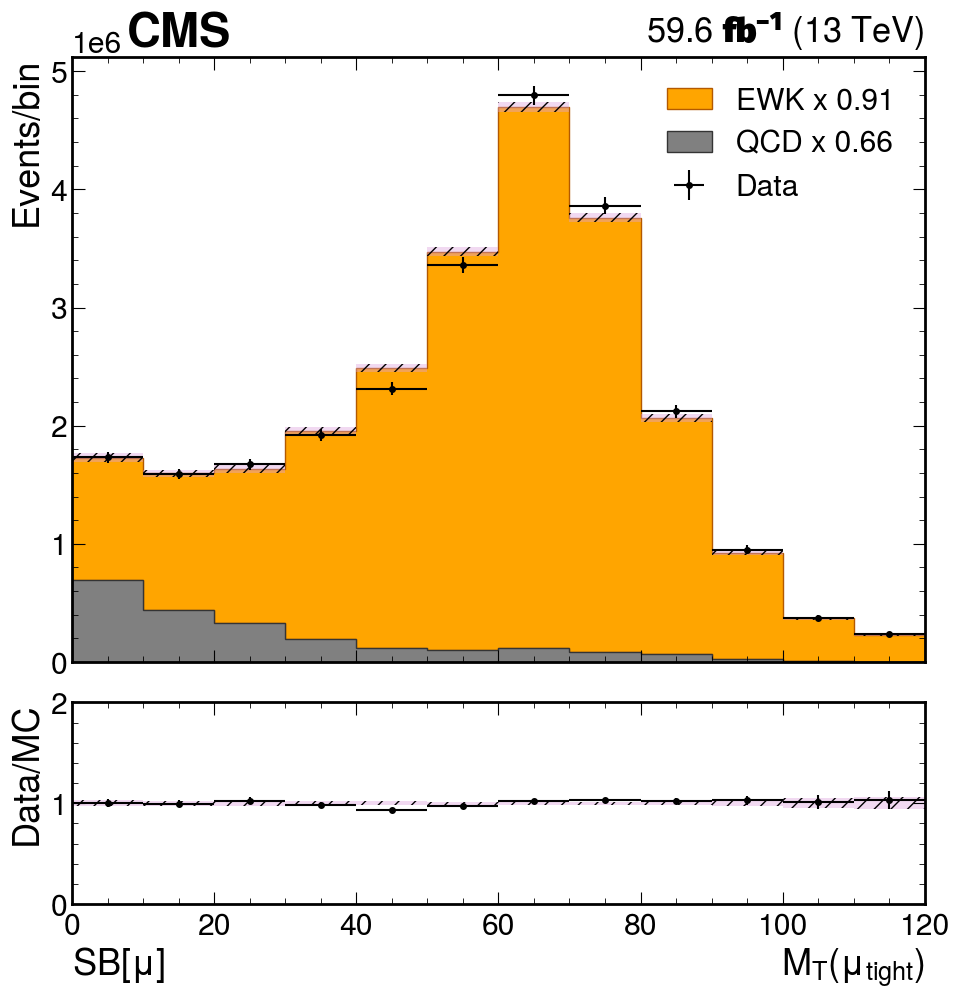 1e6 CMS 59.6 fb⁻¹ (13 TeV)
Events/bin
5
4
3
2
1
0
EWK x 0.91
QCD x 0.66
Data
Data/MC
2
1
0
0 20 40 60 80 100 120
SB[μ] M_T(μ_tight)